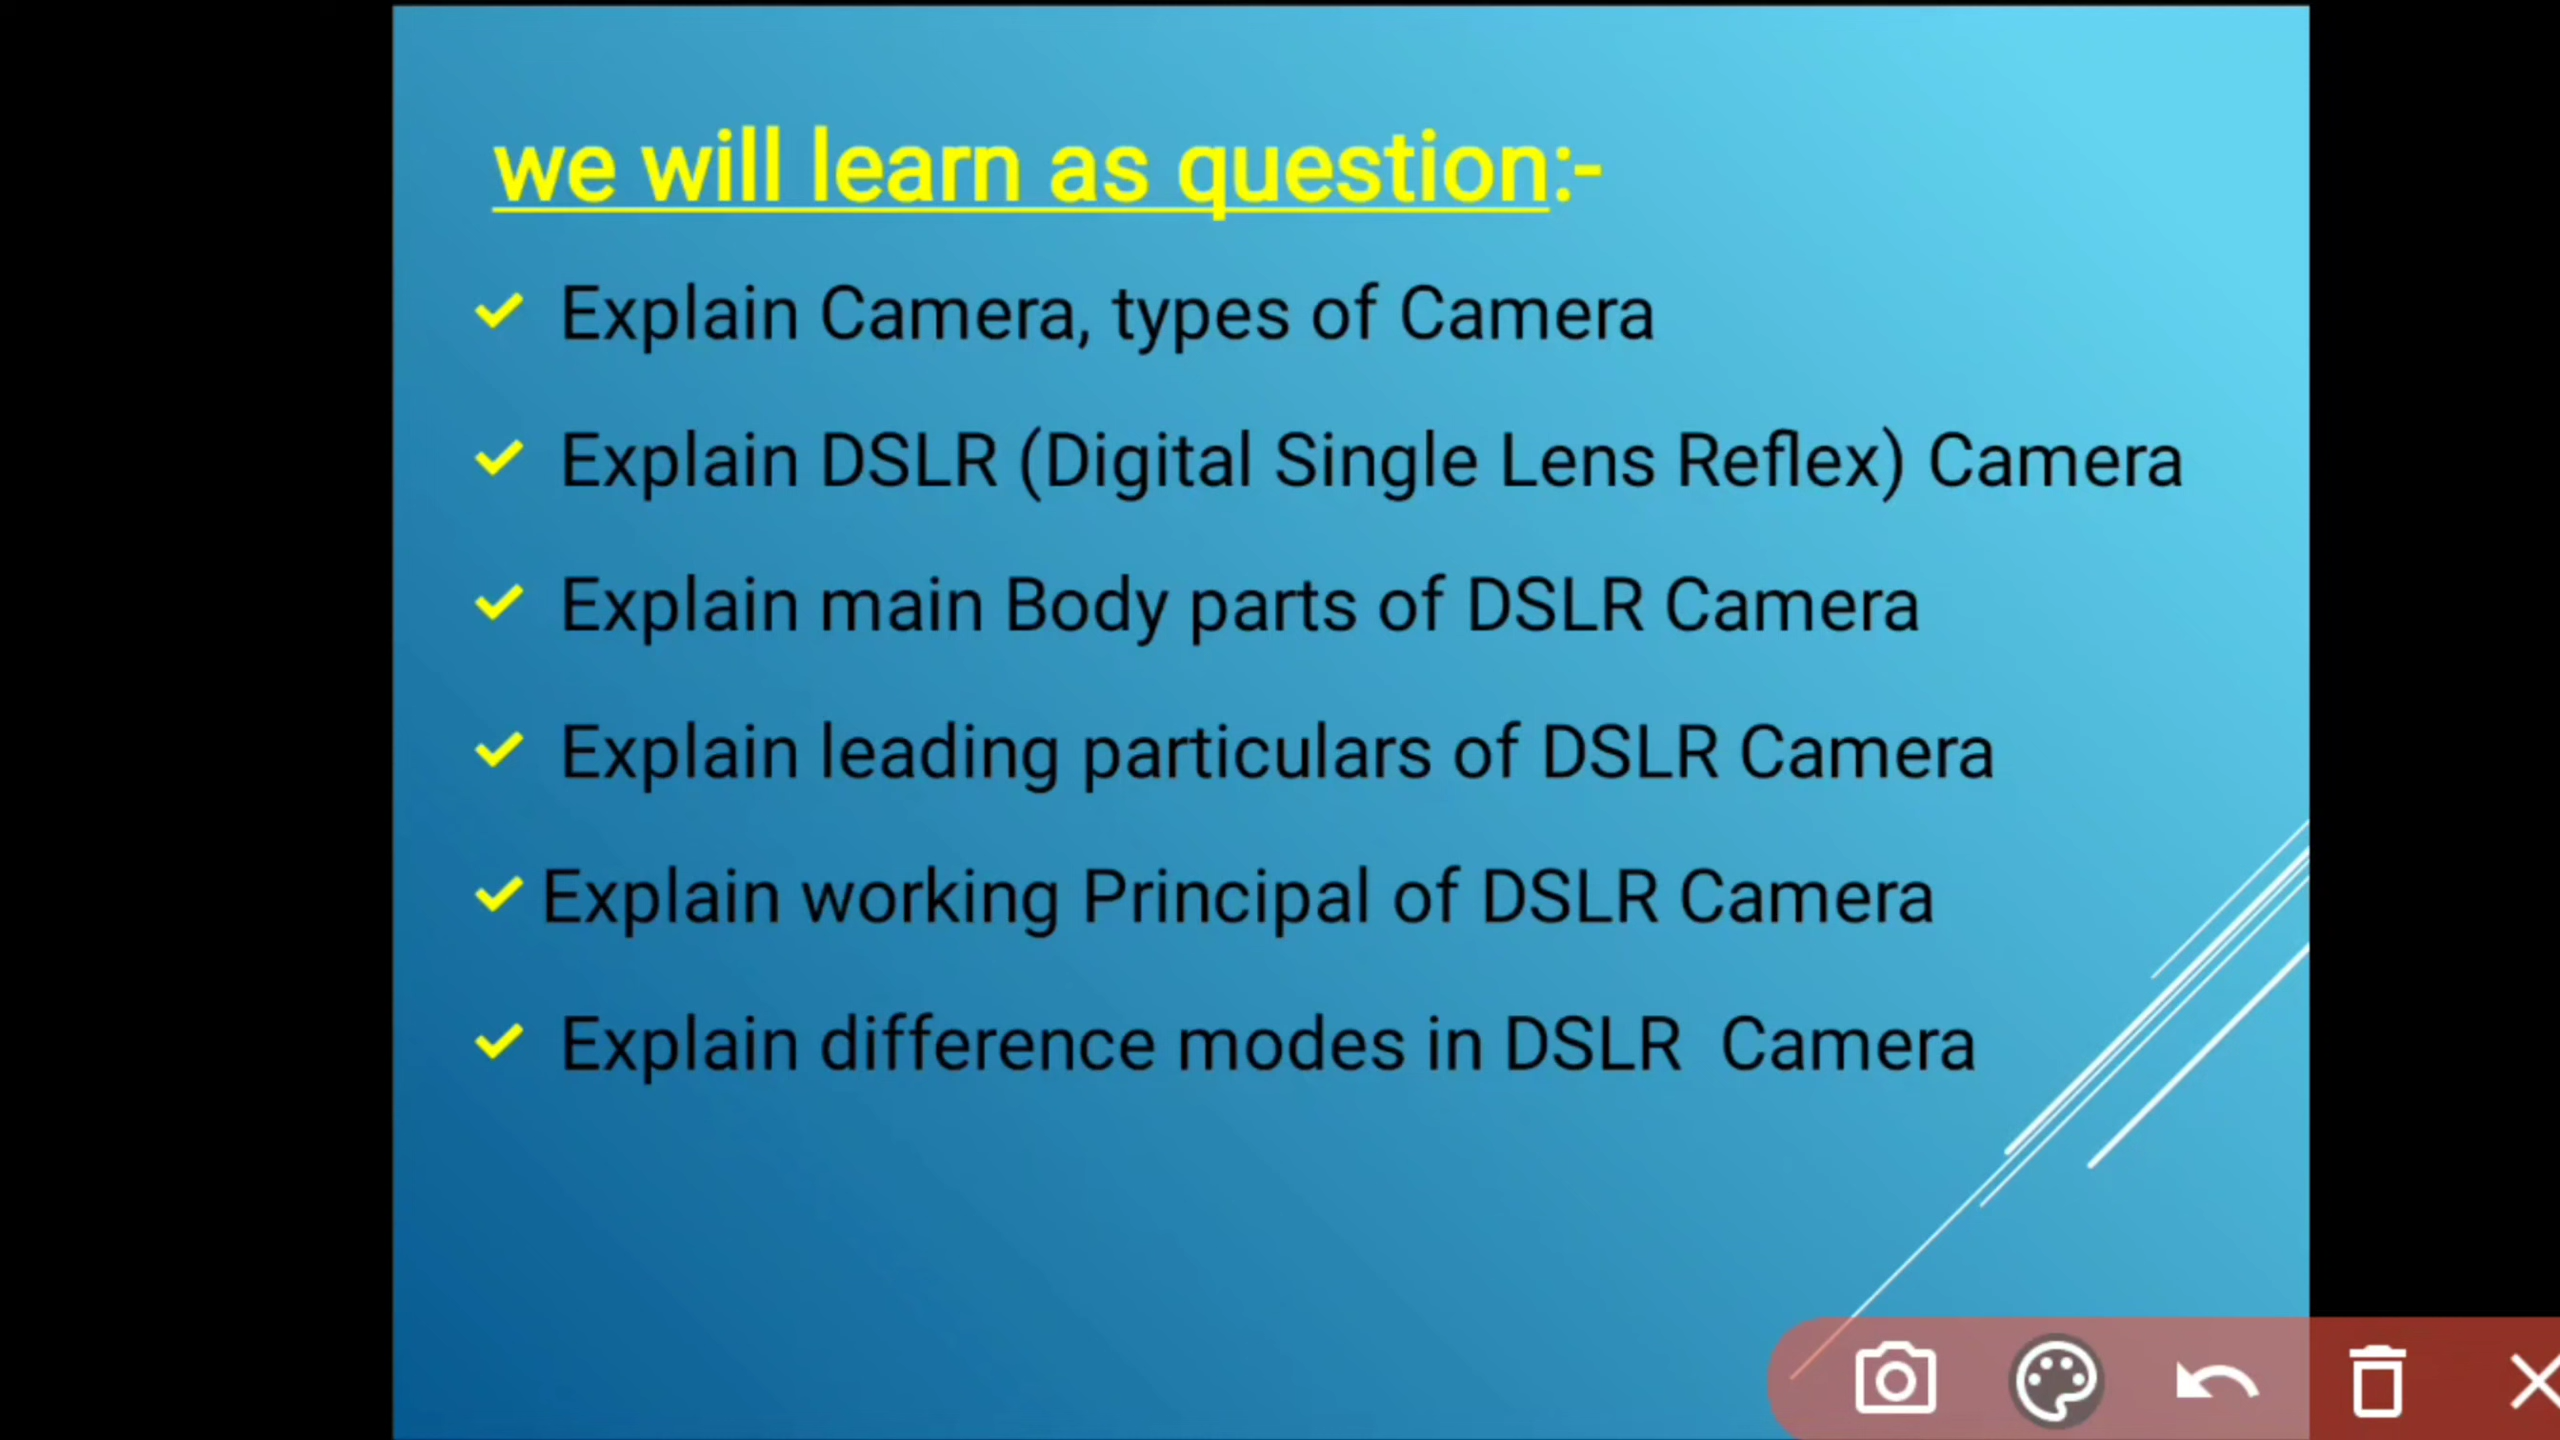 we will learn as question:-
Explain Camera, types of Camera
Explain DSLR (Digital Single Lens Reflex) Camera
Explain main Body parts of DSLR Camera
Explain leading particulars of DSLR Camera
Explain working Principal of DSLR Camera
Explain difference modes in DSLR  Camera